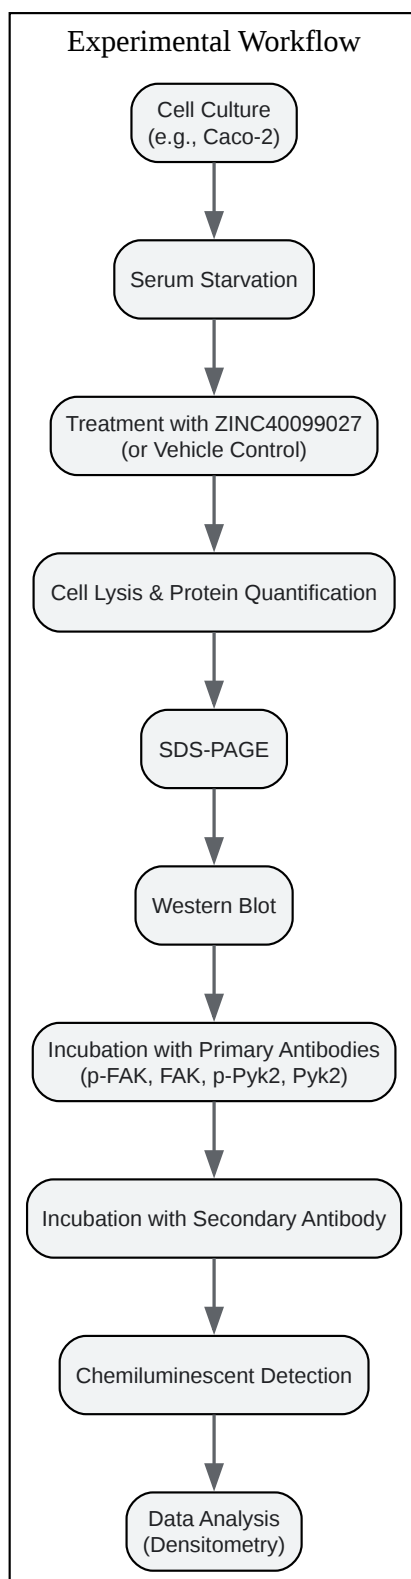 Experimental Workflow
Cell Culture
(e.g., Caco-2)
Serum Starvation
Treatment with ZINC40099027
(or Vehicle Control)
Cell Lysis & Protein Quantification
SDS-PAGE
Western Blot
Incubation with Primary Antibodies
(p-FAK, FAK, p-Pyk2, Pyk2)
Incubation with Secondary Antibody
Chemiluminescent Detection
Data Analysis
(Densitometry)